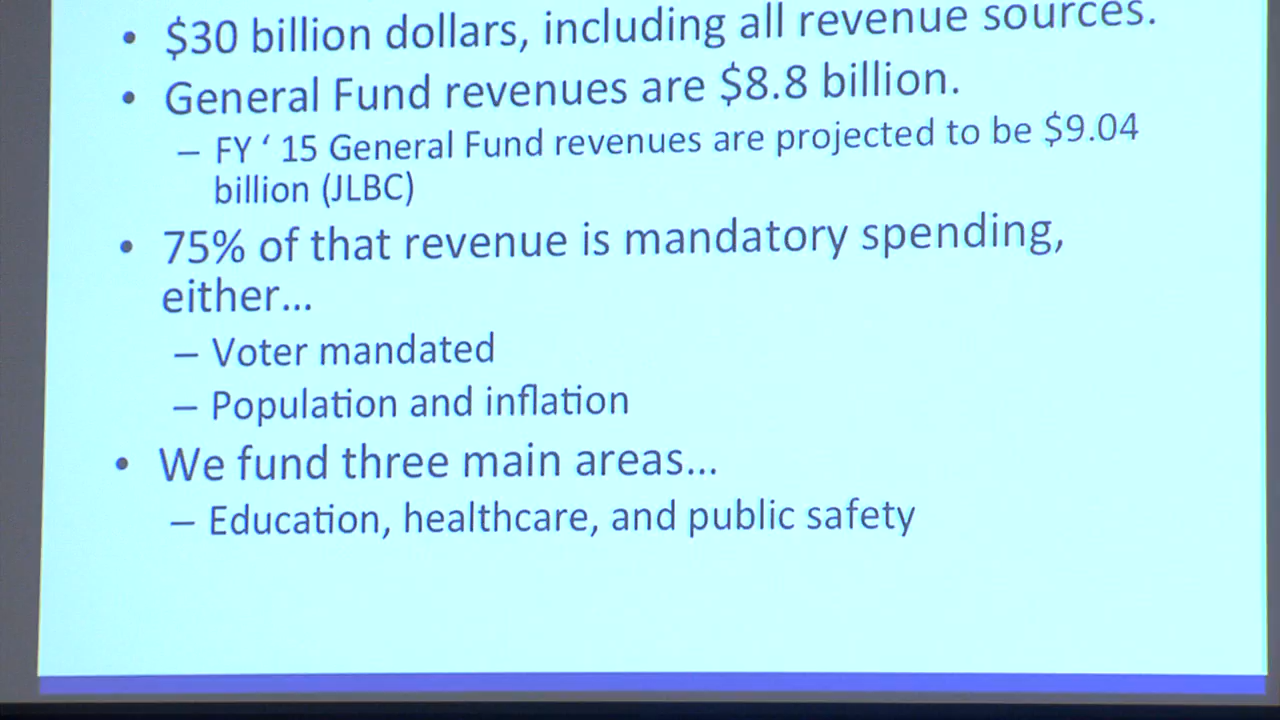 • $30 billion dollars, including all revenue sources.
• General Fund revenues are $8.8 billion.
– FY ‘ 15 General Fund revenues are projected to be $9.04
billion (JLBC)
• 75% of that revenue is mandatory spending,
either...
– Voter mandated
– Population and inflation
• We fund three main areas...
– Education, healthcare, and public safety